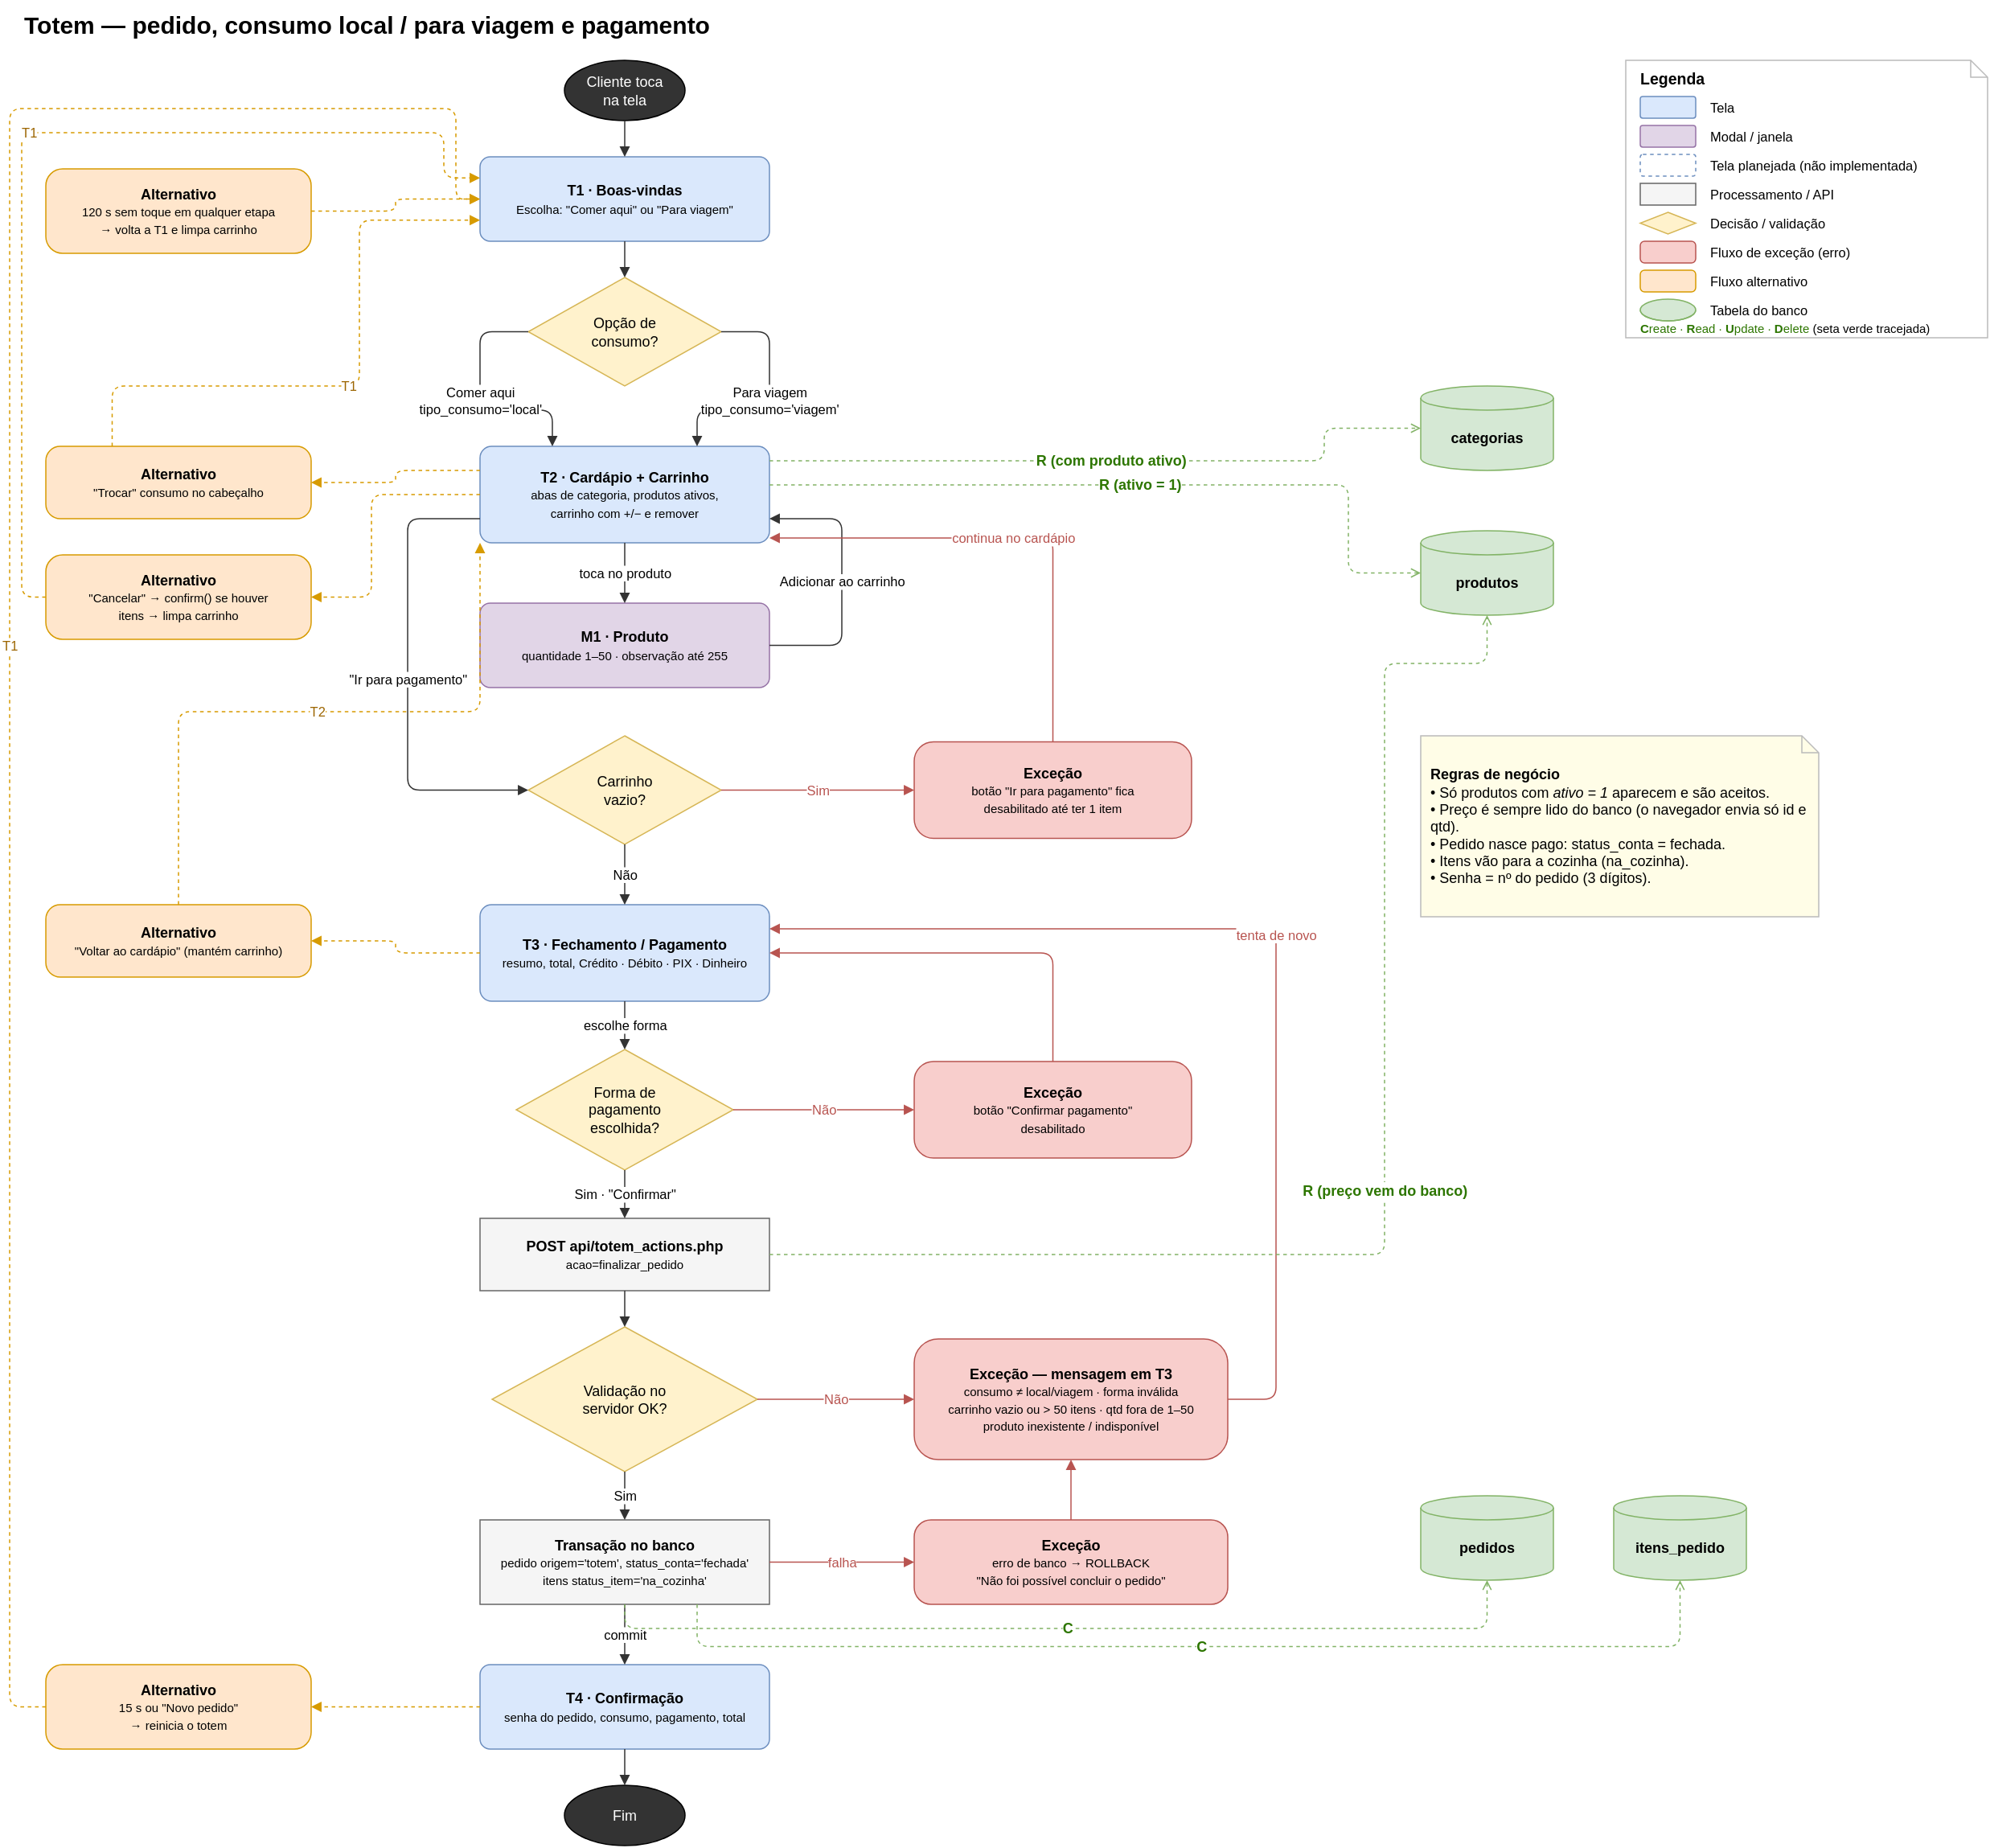 Totem — pedido, consumo local / para viagem e pagamento
Cliente toca
na tela
Legenda
Tela
Modal / janela
Tela planejada (não implementada)
Processamento / API
Decisão / validação
Fluxo de exceção (erro)
Fluxo alternativo
Tabela do banco
Create · Read · Update · Delete (seta verde tracejada)
T1
Alternativo
120 s sem toque em qualquer etapa
→ volta a T1 e limpa carrinho
T1 · Boas-vindas
Escolha: "Comer aqui" ou "Para viagem"
Opção de
consumo?
T1
Comer aqui
tipo_consumo='local'
Para viagem
tipo_consumo='viagem'
Alternativo
"Trocar" consumo no cabeçalho
T2 · Cardápio + Carrinho
abas de categoria, produtos ativos,
carrinho com +/− e remover
R (com produto ativo)
R (ativo = 1)
categorias
continua no cardápio
produtos
Alternativo
"Cancelar" → confirm() se houver
itens → limpa carrinho
toca no produto
Adicionar ao carrinho
T1
M1 · Produto
quantidade 1–50 · observação até 255
"Ir para pagamento"
T2
Carrinho
vazio?
Sim
Exceção
botão "Ir para pagamento" fica
desabilitado até ter 1 item
Regras de negócio
• Só produtos com ativo = 1 aparecem e são aceitos.
• Preço é sempre lido do banco (o navegador envia só id e
qtd).
• Pedido nasce pago: status_conta = fechada.
• Itens vão para a cozinha (na_cozinha).
• Senha = nº do pedido (3 dígitos).
Não
Alternativo
"Voltar ao cardápio" (mantém carrinho)
T3 · Fechamento / Pagamento
resumo, total, Crédito · Débito · PIX · Dinheiro
tenta de novo
escolhe forma
Forma de
pagamento
escolhida?
Não
Exceção
botão "Confirmar pagamento"
desabilitado
Sim · "Confirmar"
R (preço vem do banco)
POST api/totem_actions.php
acao=finalizar_pedido
Validação no
servidor OK?
Não
Exceção — mensagem em T3
consumo ≠ local/viagem · forma inválida
carrinho vazio ou > 50 itens · qtd fora de 1–50
produto inexistente / indisponível
Sim
Transação no banco
pedido origem='totem', status_conta='fechada'
itens status_item='na_cozinha'
falha
Exceção
erro de banco → ROLLBACK
"Não foi possível concluir o pedido"
pedidos
itens_pedido
commit
C
C
Alternativo
15 s ou "Novo pedido"
→ reinicia o totem
T4 · Confirmação
senha do pedido, consumo, pagamento, total
Fim